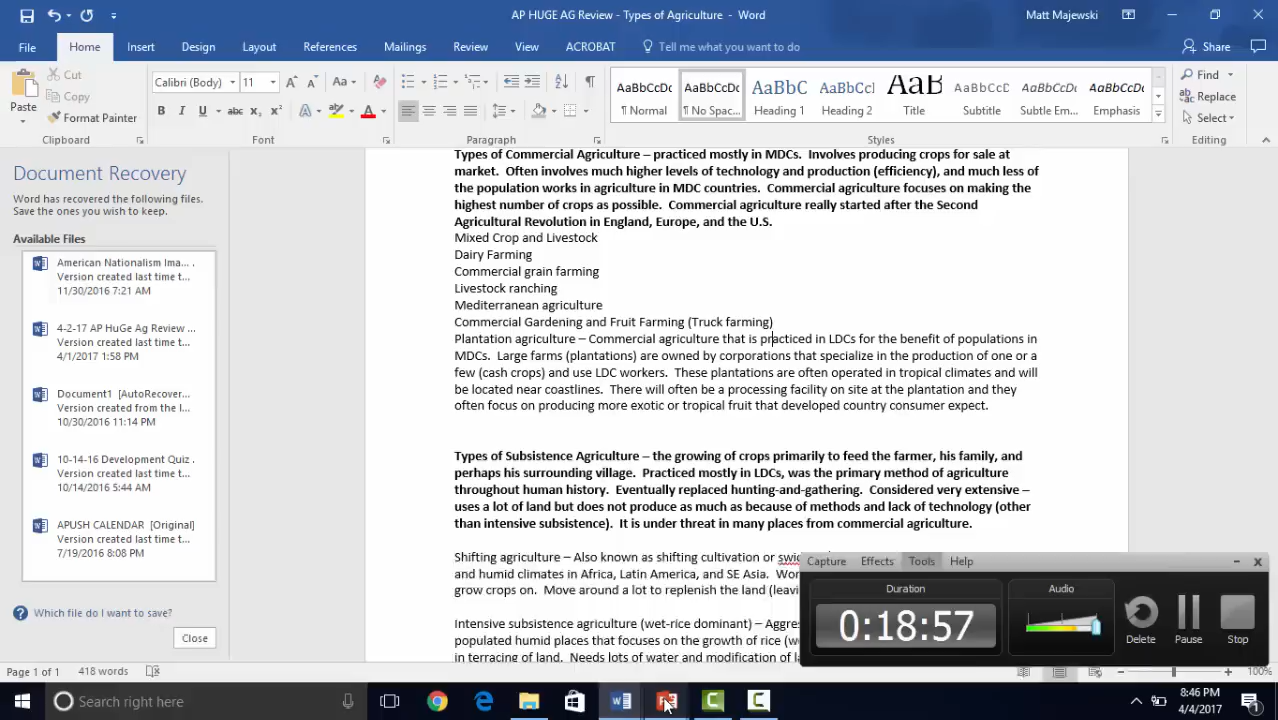 AP HUGE AG Review - Types of Agriculture - Word
Matt Majewski
File Home Insert Design Layout References Mailings Review View ACROBAT Tell me what you want to do
Share
Paste
Cut
Copy
Format Painter
Calibri (Body) 11
Clipboard Font Paragraph Styles Editing
AaBbCcDc AaBbCcDc AaBbC AaBbCcl AaB AaBbCcD AaBbCcDc AaBbCcDc
¶ Normal ¶ No Spac... Heading 1 Heading 2 Title Subtitle Subtle Em... Emphasis
Find
Replace
Select
Document Recovery
Word has recovered the following files.
Save the ones you wish to keep.
Available Files
American Nationalism Ima...
Version created last time t...
11/30/2016 7:21 AM
4-2-17 AP HuGe Ag Review ...
Version created last time t...
4/1/2017 1:58 PM
Document1 [AutoRecover...
Version created from the l...
10/30/2016 11:14 PM
10-14-16 Development Quiz .
Version created last time t...
10/14/2016 5:44 AM
APUSH CALENDAR [Original]
Version created last time t...
7/19/2016 8:08 PM
Which file do I want to save?
Close
Types of Commercial Agriculture – practiced mostly in MDCs. Involves producing crops for sale at
market. Often involves much higher levels of technology and production (efficiency), and much less of
the population works in agriculture in MDC countries. Commercial agriculture focuses on making the
highest number of crops as possible. Commercial agriculture really started after the Second
Agricultural Revolution in England, Europe, and the U.S.
Mixed Crop and Livestock
Dairy Farming
Commercial grain farming
Livestock ranching
Mediterranean agriculture
Commercial Gardening and Fruit Farming (Truck farming)
Plantation agriculture – Commercial agriculture that is practiced in LDCs for the benefit of populations in
MDCs. Large farms (plantations) are owned by corporations that specialize in the production of one or a
few (cash crops) and use LDC workers. These plantations are often operated in tropical climates and will
be located near coastlines. There will often be a processing facility on site at the plantation and they
often focus on producing more exotic or tropical fruit that developed country consumer expect.
Types of Subsistence Agriculture – the growing of crops primarily to feed the farmer, his family, and
perhaps his surrounding village. Practiced mostly in LDCs, was the primary method of agriculture
throughout human history. Eventually replaced hunting-and-gathering. Considered very extensive –
uses a lot of land but does not produce as much as because of methods and lack of technology (other
than intensive subsistence). It is under threat in many places from commercial agriculture.
Shifting agriculture – Also known as shifting cultivation or
and humid climates in Africa, Latin America, and SE Asia.
grow crops on. Move around a lot to replenish the land
Intensive subsistence agriculture (wet-rice dominant) –
populated humid places that focuses on the growth of rice
in terracing of land. Needs lots of water and modification of
Capture Effects Tools Help
Duration
0:18:57
Audio
Delete Pause Stop
Page 1 of 1 418 words
100%
Search right here
8:46 PM
4/4/2017